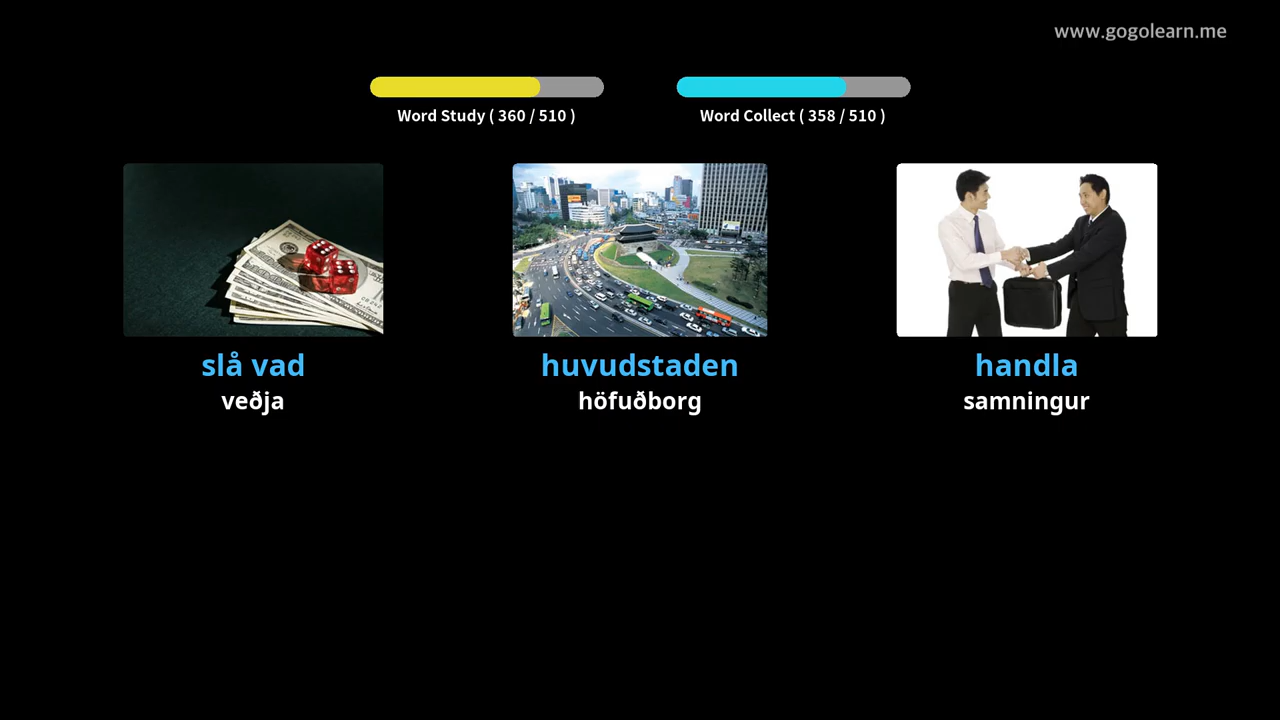 www.gogolearn.me
Word Study ( 360 / 510 )
Word Collect ( 358 / 510 )
slå vad
veðja
huvudstaden
höfuðborg
handla
samningur